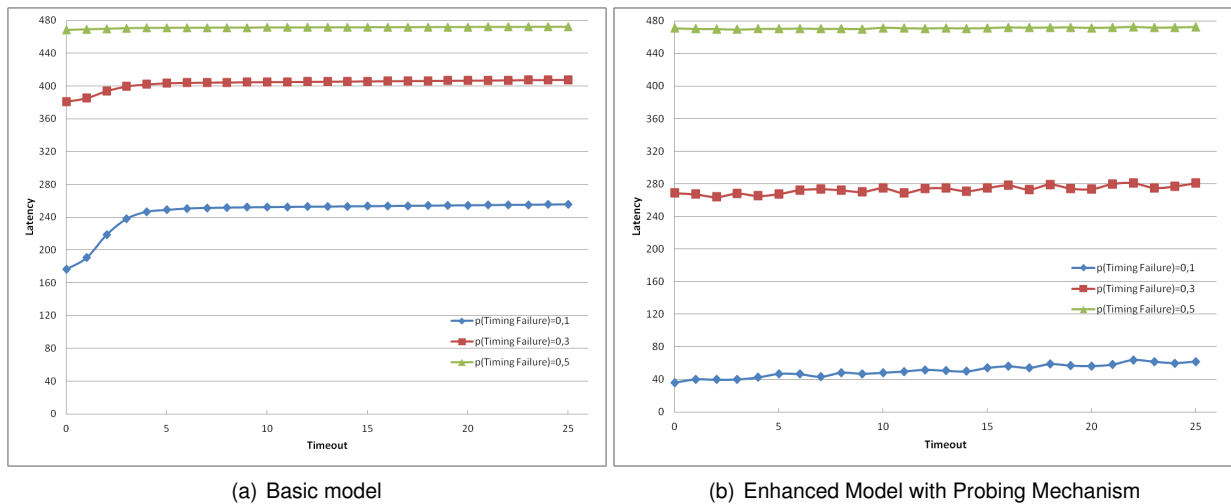 480
440
400
360
320
280
240
200
160
120
80
40
0
Latency
p(Timing Failure)=0,1
p(Timing Failure)=0,3
p(Timing Failure)=0,5
0 5 10 15 20 25
Timeout
(a) Basic model
480
440
400
360
320
280
240
200
160
120
80
40
0
Latency
p(Timing Failure)=0,1
p(Timing Failure)=0,3
p(Timing Failure)=0,5
0 5 10 15 20 25
Timeout
(b) Enhanced Model with Probing Mechanism